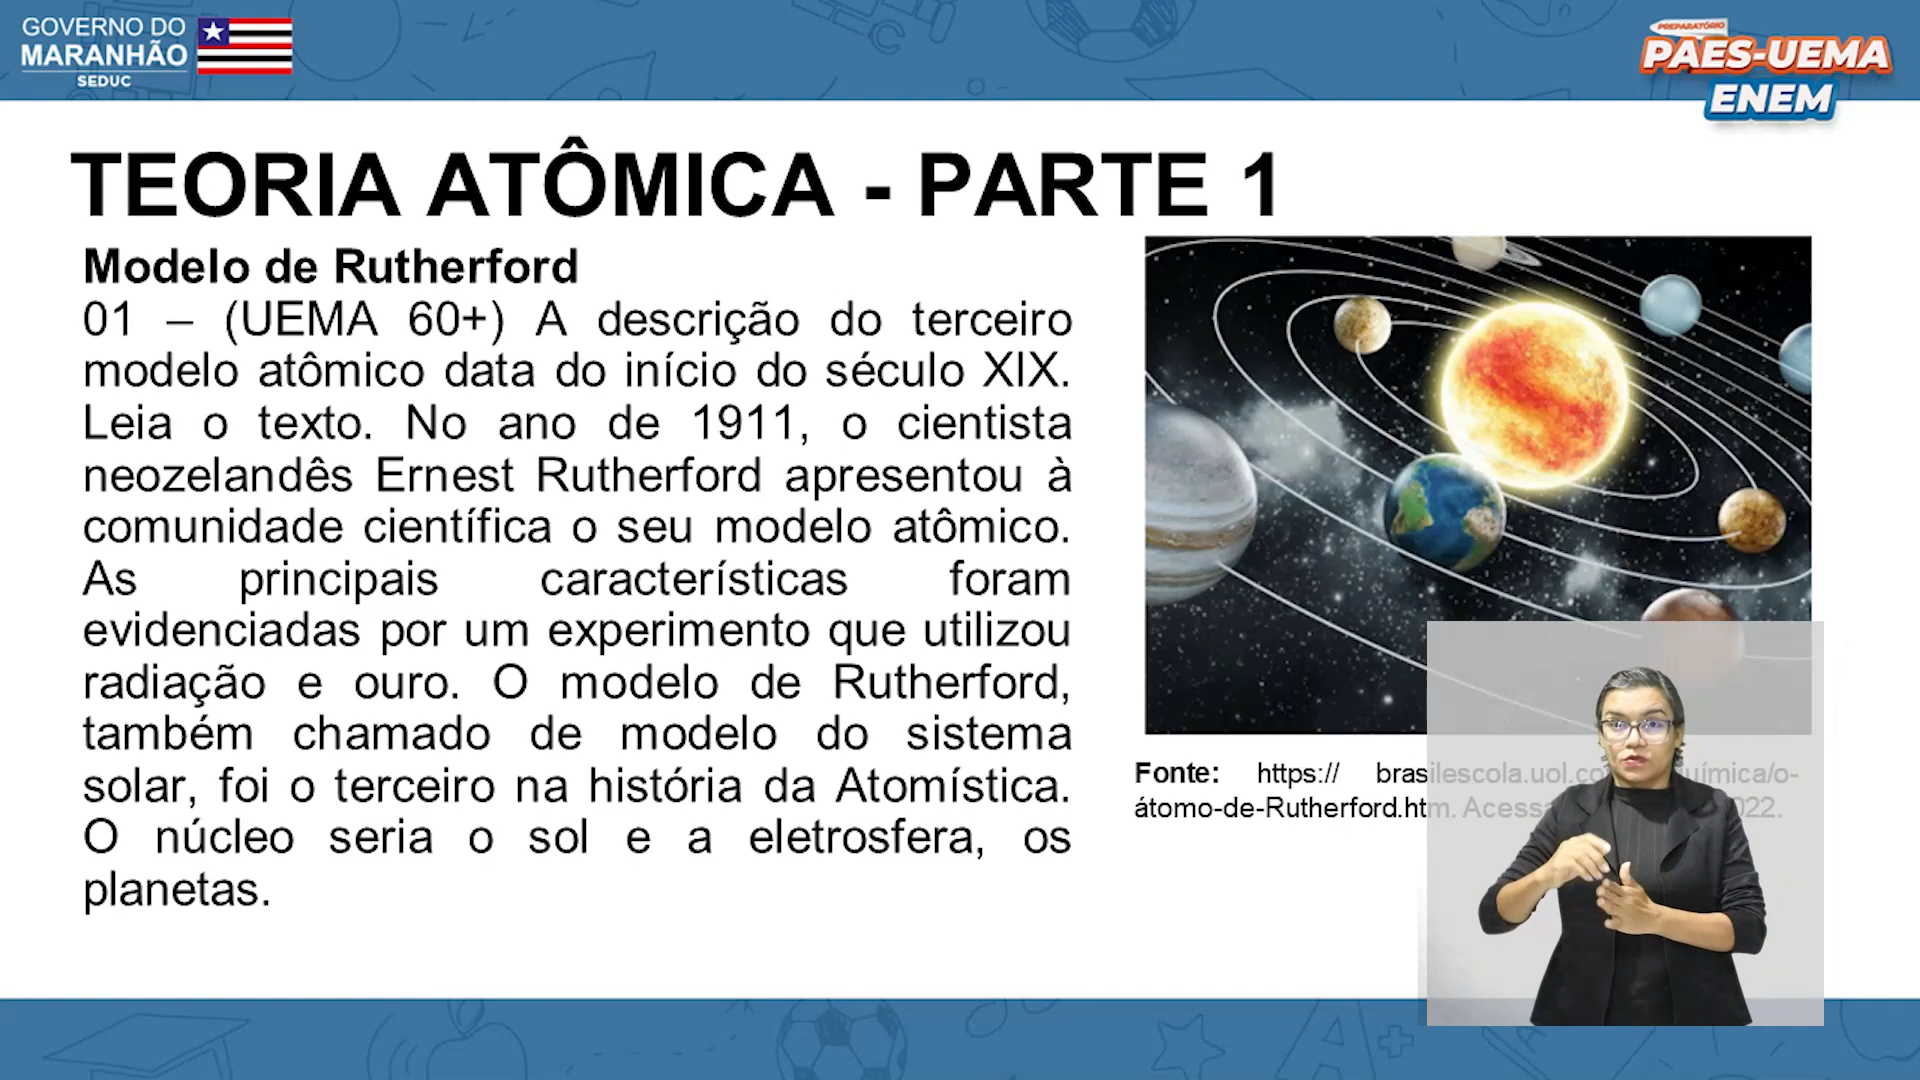 GOVERNO DO
MARANHÃO
SEDUC
PREPARATÓRIO
PAES-UEMA
ENEM
TEORIA ATÔMICA - PARTE 1
Modelo de Rutherford
01 – (UEMA 60+) A descrição do terceiro
modelo atômico data do início do século XIX.
Leia o texto. No ano de 1911, o cientista
neozelandês Ernest Rutherford apresentou à
comunidade científica o seu modelo atômico.
As principais características foram
evidenciadas por um experimento que utilizou
radiação e ouro. O modelo de Rutherford,
também chamado de modelo do sistema
solar, foi o terceiro na história da Atomística.
O núcleo seria o sol e a eletrosfera, os
planetas.
Fonte: https:// brasilescola.uol.co uímica/o-
átomo-de-Rutherford.htm. Acessa 022.
A+